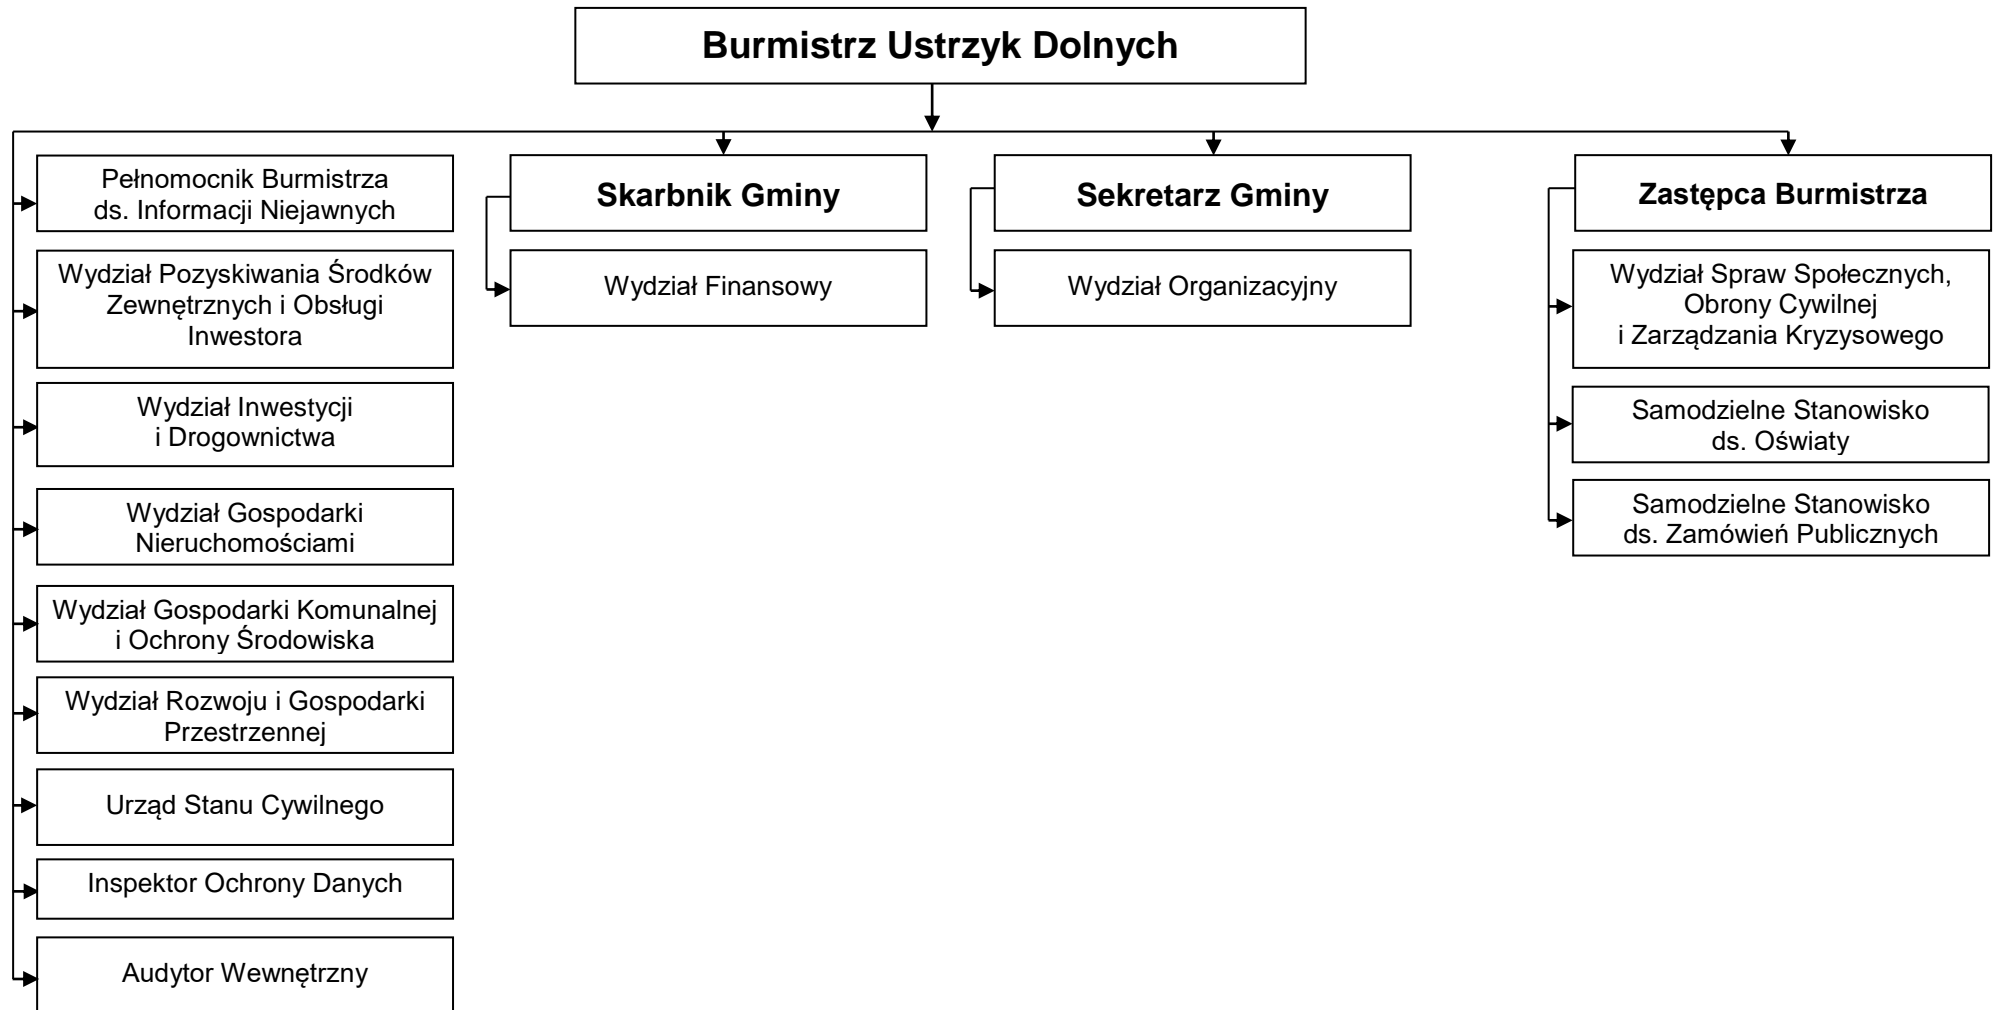 Burmistrz Ustrzyk Dolnych
Pełnomocnik Burmistrza
ds. Informacji Niejawnych
Wydział Pozyskiwania Środków
Zewnętrznych i Obsługi
Inwestora
Wydział Inwestycji
i Drogownictwa
Wydział Gospodarki
Nieruchomościami
Wydział Gospodarki Komunalnej
i Ochrony Środowiska
Wydział Rozwoju i Gospodarki
Przestrzennej
Urząd Stanu Cywilnego
Inspektor Ochrony Danych
Audytor Wewnętrzny
Skarbnik Gminy
Wydział Finansowy
Sekretarz Gminy
Wydział Organizacyjny
Zastępca Burmistrza
Wydział Spraw Społecznych,
Obrony Cywilnej
i Zarządzania Kryzysowego
Samodzielne Stanowisko
ds. Oświaty
Samodzielne Stanowisko
ds. Zamówień Publicznych